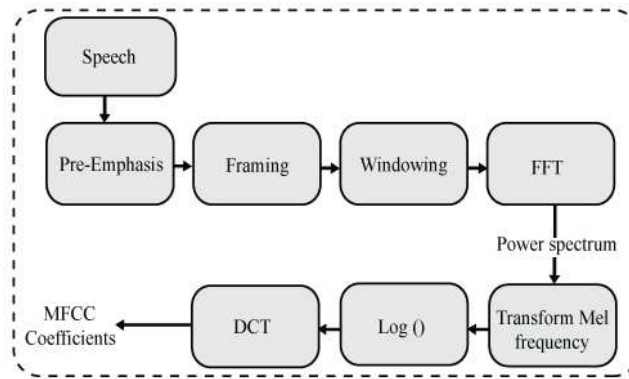 Speech
Pre-Emphasis
Framing
Windowing
FFT
Power spectrum
Transform Mel
frequency
Log ()
DCT
MFCC
Coefficients